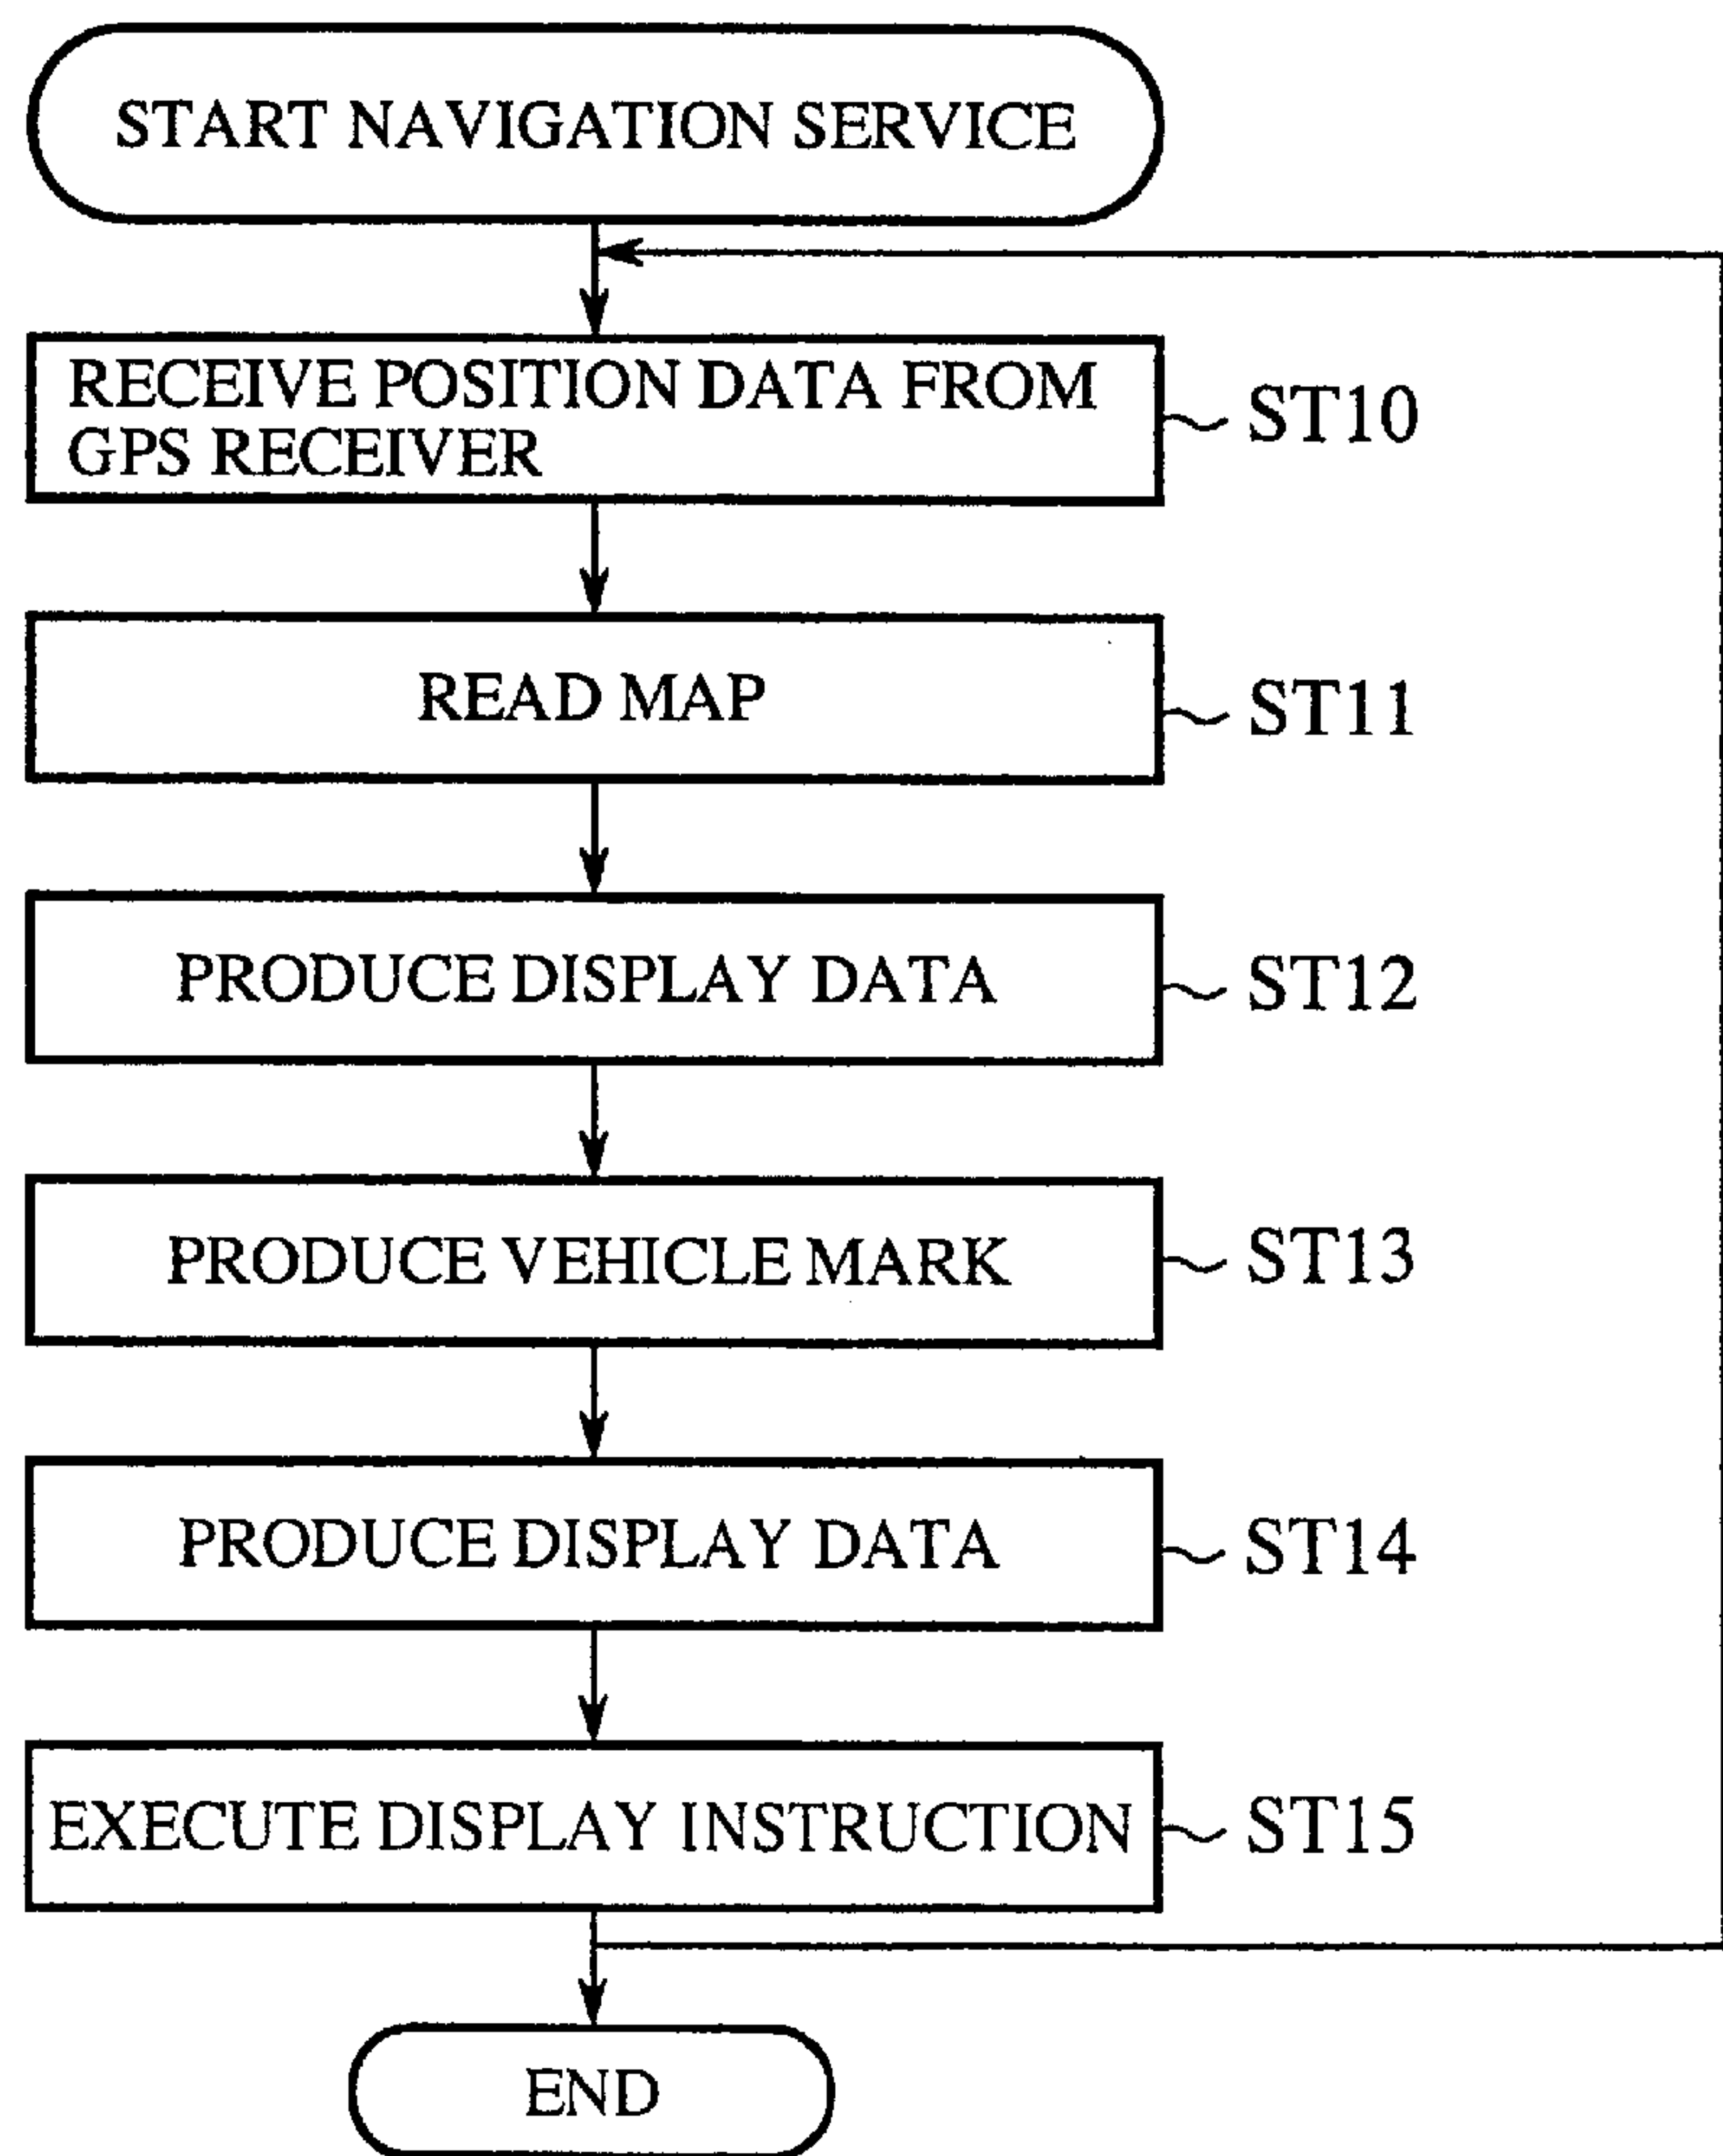 START NAVIGATION SERVICE
RECEIVE POSITION DATA FROM
GPS RECEIVER
ST10
READ MAP
ST11
PRODUCE DISPLAY DATA
ST12
PRODUCE VEHICLE MARK
ST13
PRODUCE DISPLAY DATA
ST14
EXECUTE DISPLAY INSTRUCTION
ST15
END